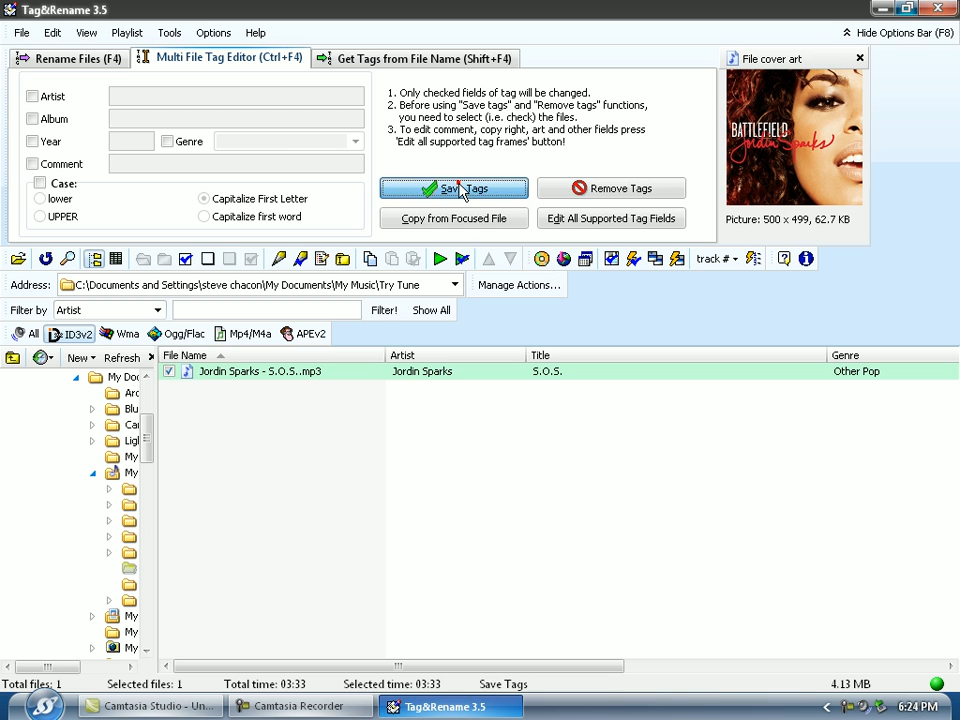 Tag&Rename 3.5
File Edit View Playlist Tools Options Help
Hide Options Bar (F8)
Rename Files (F4)
Multi File Tag Editor (Ctrl+F4)
Get Tags from File Name (Shift+F4)
Artist
Album
Year
Genre
Comment
Case:
lower
Capitalize First Letter
UPPER
Capitalize first word
1. Only checked fields of tag will be changed.
2. Before using "Save tags" and "Remove tags" functions,
you need to select (i.e. check) the files.
3. To edit comment, copy right, art and other fields press
'Edit all supported tag frames' button!
Save Tags
Remove Tags
Copy from Focused File
Edit All Supported Tag Fields
File cover art
BATTLEFIELD
Jordin Sparks
Picture: 500 x 499, 62.7 KB
track #
Address:
C:\Documents and Settings\steve chacon\My Documents\My Music\Try Tune
Manage Actions...
Filter by
Artist
Filter!
Show All
All
ID3v2
Wma
Ogg/Flac
Mp4/M4a
APEv2
New
Refresh
File Name
Artist
Title
Genre
Jordin Sparks - S.O.S..mp3
Jordin Sparks
S.O.S.
Other Pop
My Doc
Arc
Blu
Car
Ligl
My
My
My
My
My
Total files: 1
Selected files: 1
Total time: 03:33
Selected time: 03:33
Save Tags
4.13 MB
Camtasia Studio - Un...
Camtasia Recorder
Tag&Rename 3.5
6:24 PM